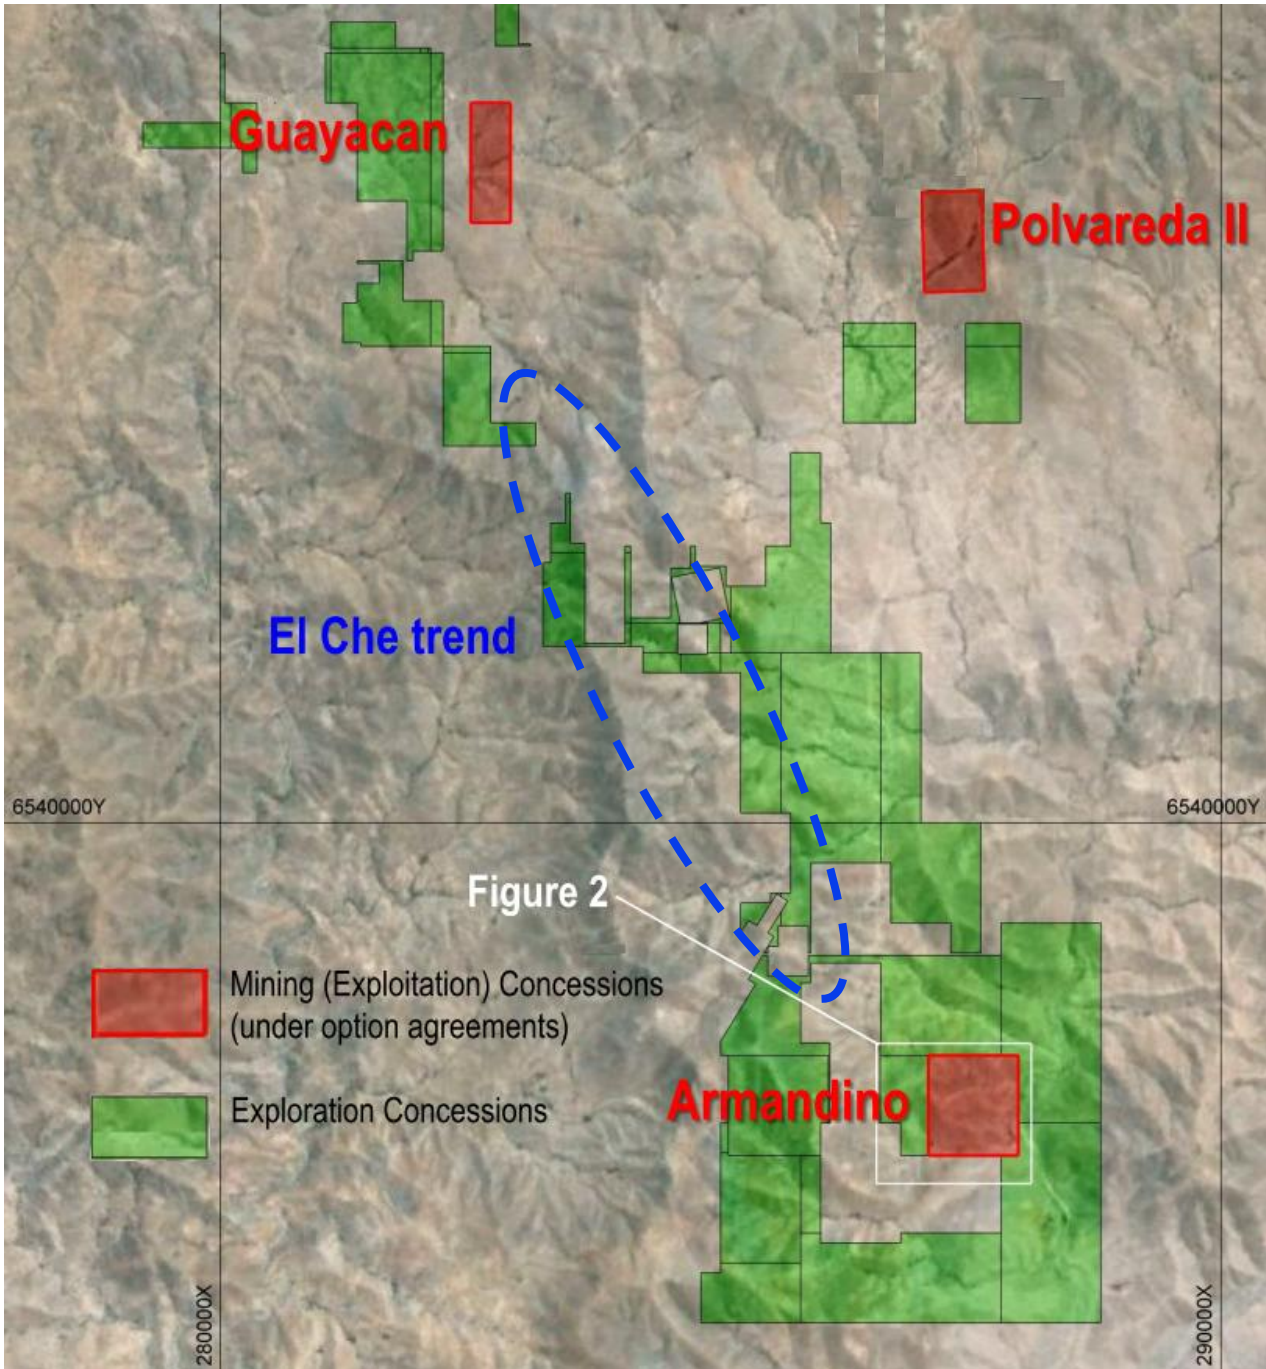 Guayacan
Polvareda II
El Che trend
6540000Y
6540000Y
Figure 2
Mining (Exploitation) Concessions
(under option agreements)
Armandino
Exploration Concessions
280000X
290000X